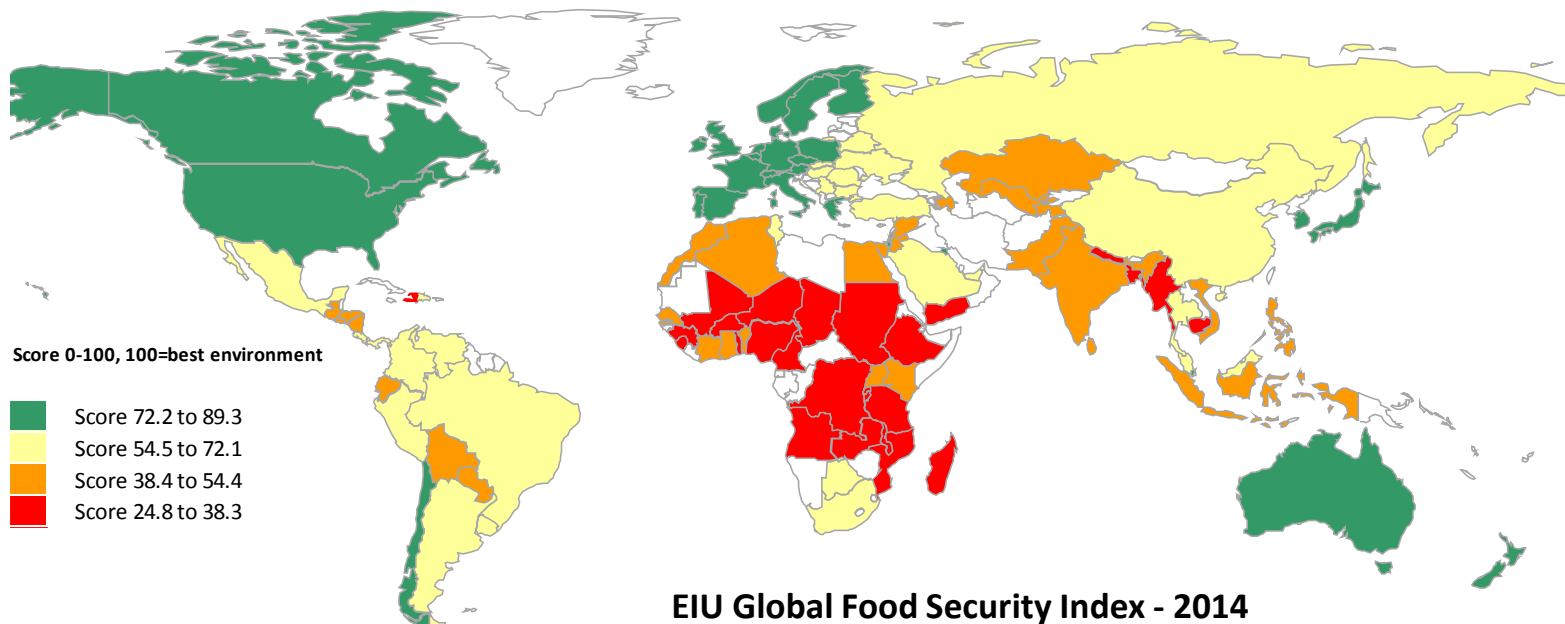 Score 0-100, 100=best environment
Score 72.2 to 89.3
Score 54.5 to 72.1
Score 38.4 to 54.4
Score 24.8 to 38.3
EIU Global Food Security Index - 2014